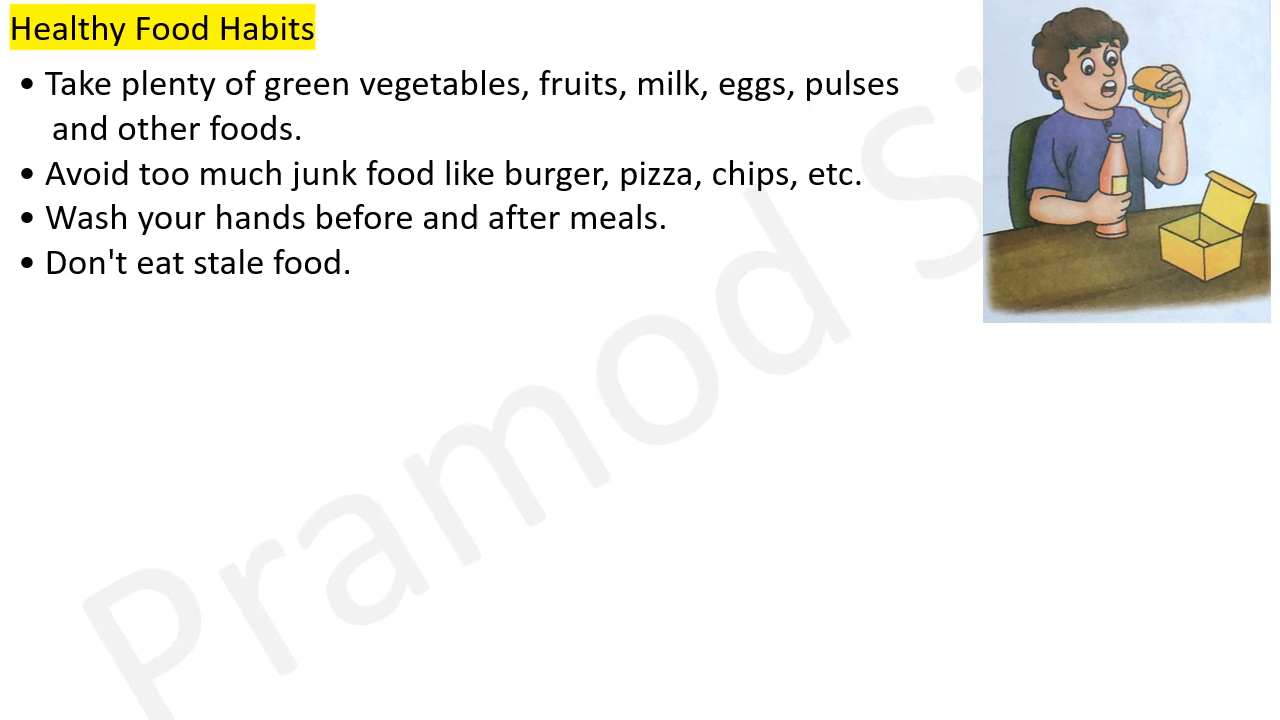 Healthy Food Habits
• Take plenty of green vegetables, fruits, milk, eggs, pulses
and other foods.
• Avoid too much junk food like burger, pizza, chips, etc.
• Wash your hands before and after meals.
• Don't eat stale food.
Pramod